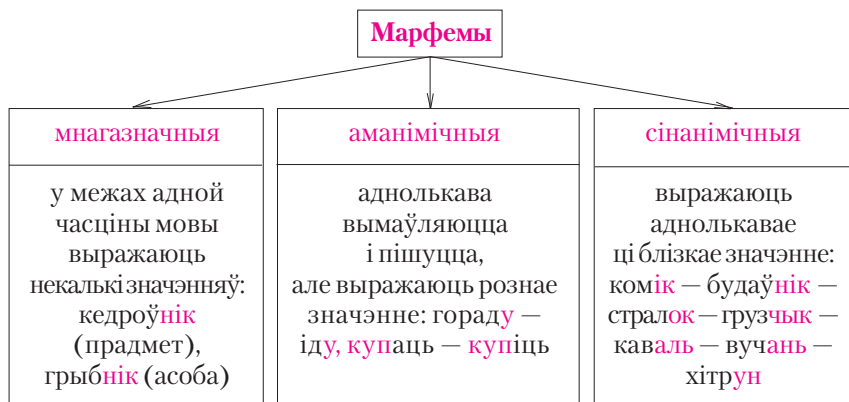 Марфемы
мнагазначныя
у межах адной
часціны мовы
выражаюць
некалькі значэнняў:
кедроўнік
(прадмет),
грыбнік (асоба)
аманімічныя
аднолькава
вымаўляюцца
і пішуцца,
але выражаюць рознае
значэнне: гораду —
іду, купаць — купіць
сінанімічныя
выражаюць
аднолькавае
ці блізкае значэнне:
комік — будаўнік —
стралок — грузчык —
каваль — вучань —
хітрун